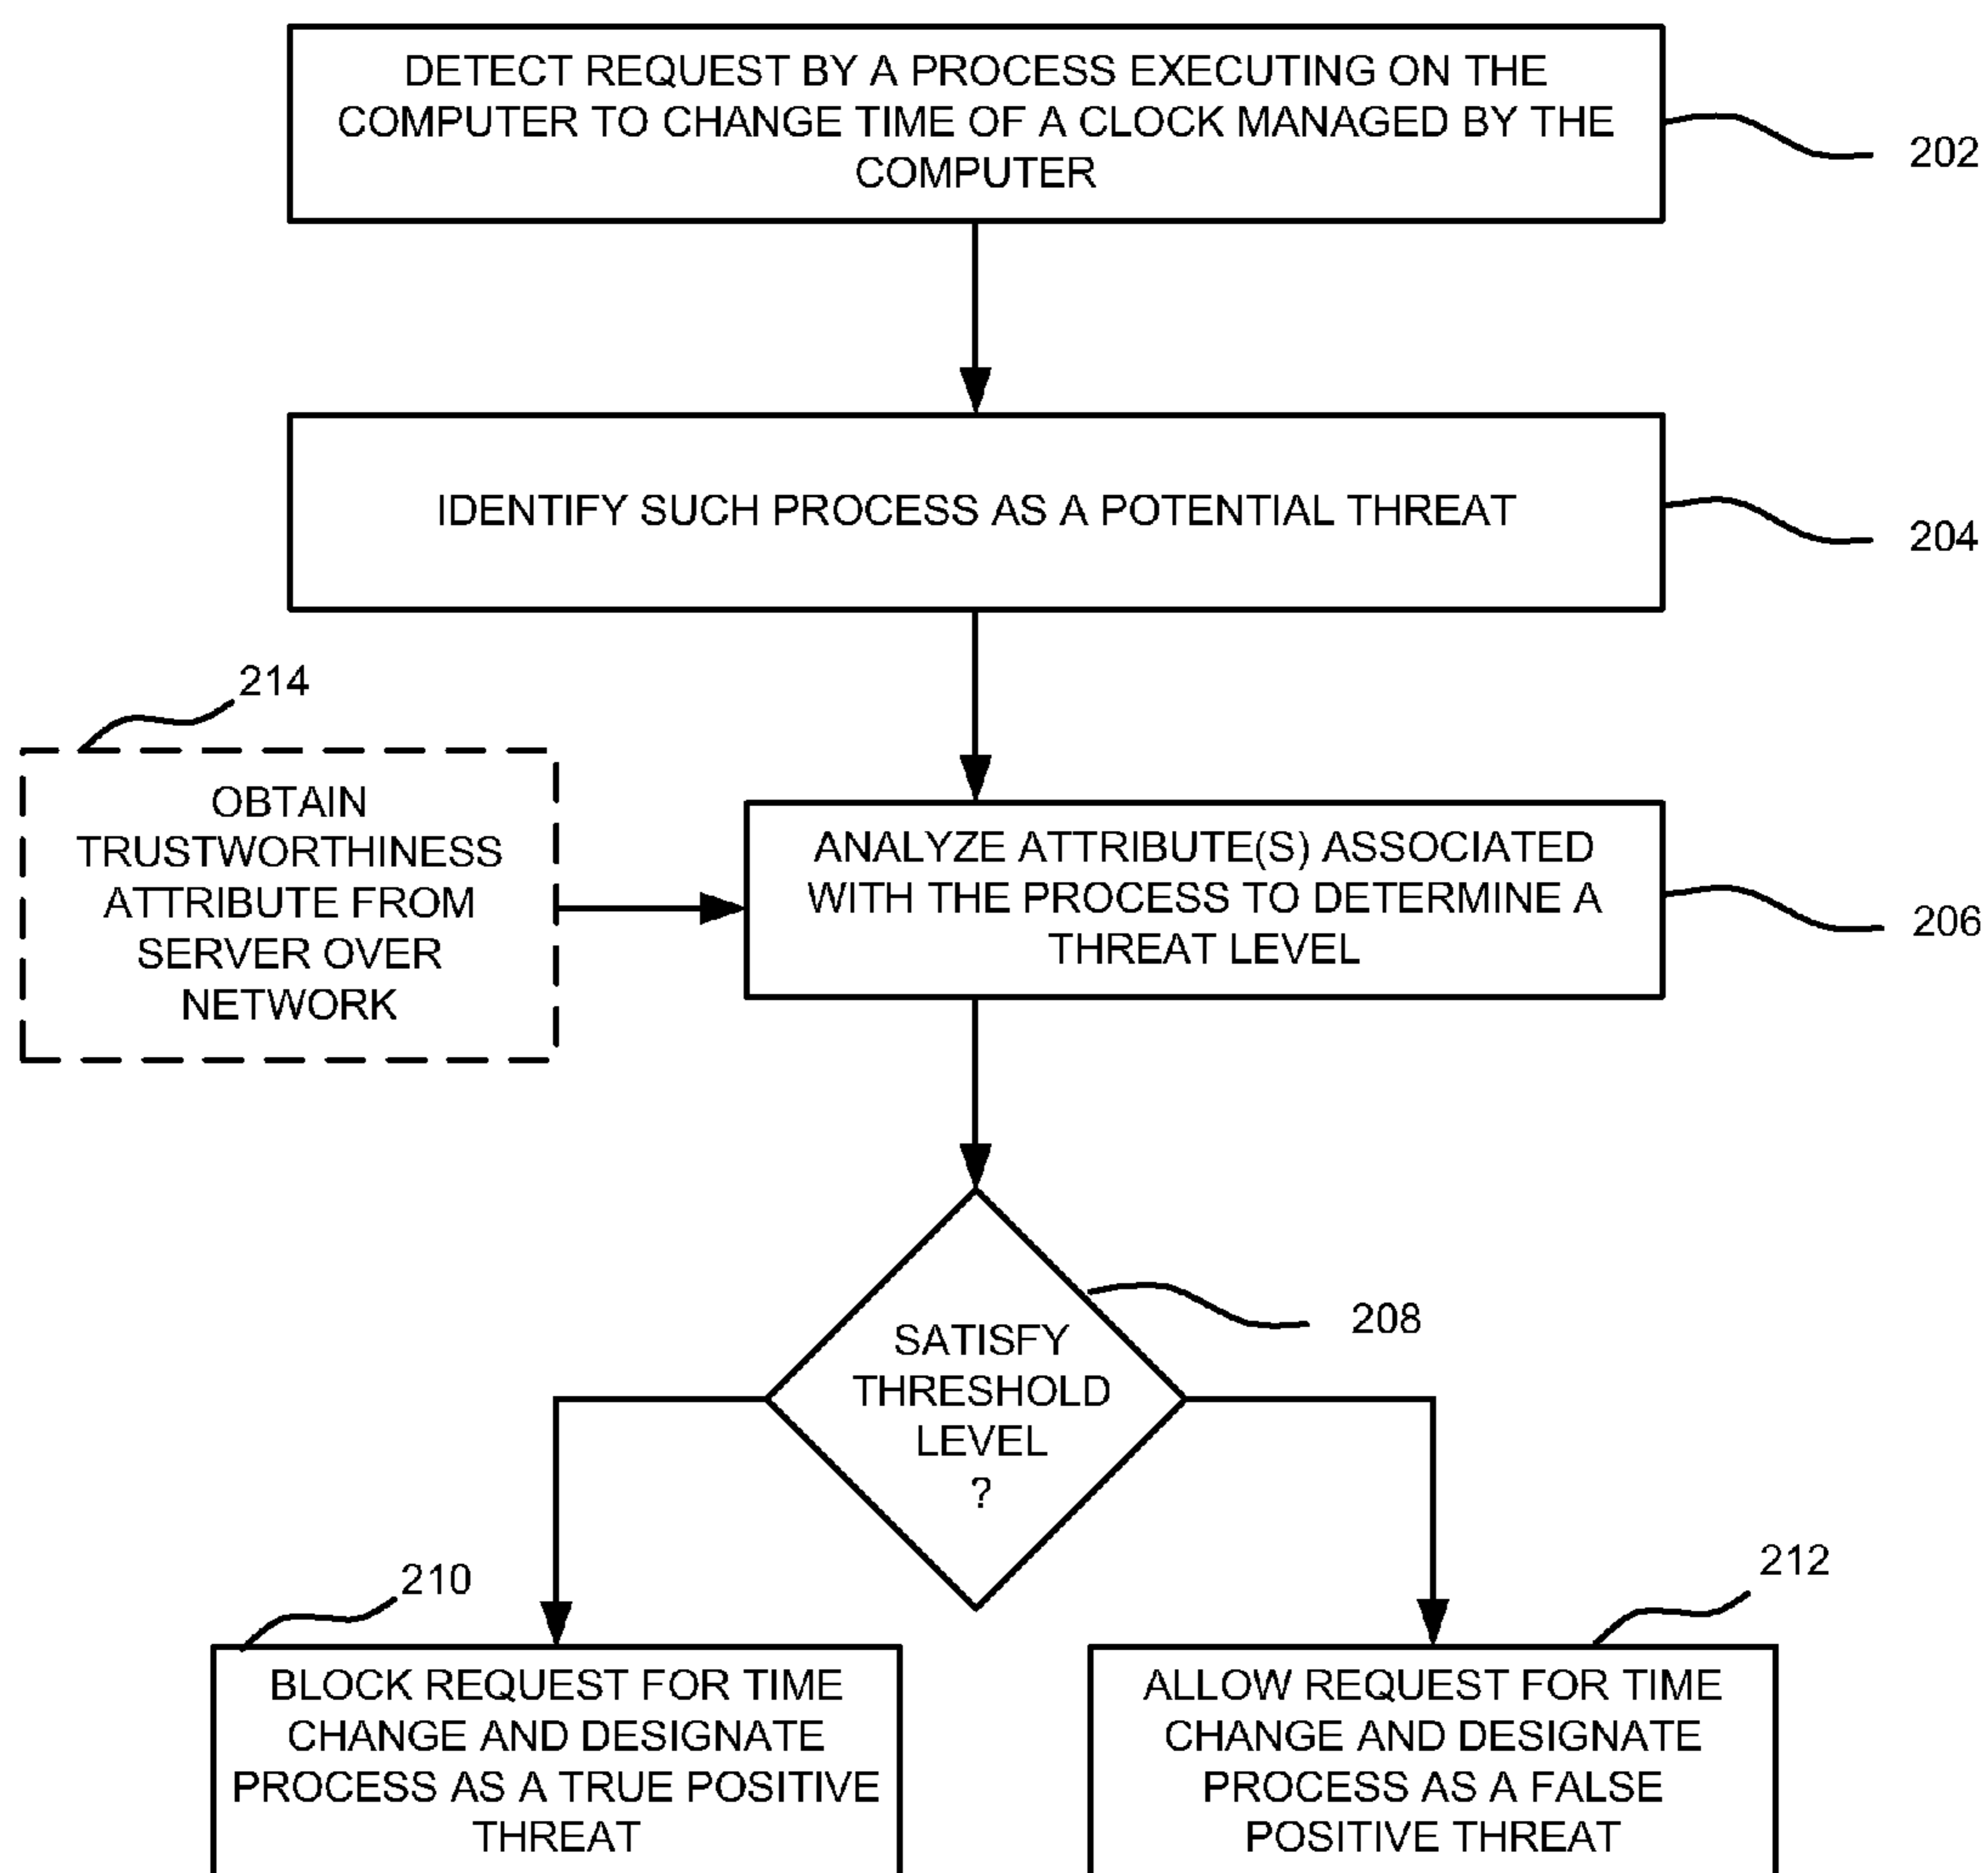 DETECT REQUEST BY A PROCESS EXECUTING ON THE
COMPUTER TO CHANGE TIME OF A CLOCK MANAGED BY THE
COMPUTER
202
IDENTIFY SUCH PROCESS AS A POTENTIAL THREAT
204
214
OBTAIN
TRUSTWORTHINESS
ATTRIBUTE FROM
SERVER OVER
NETWORK
ANALYZE ATTRIBUTE(S) ASSOCIATED
WITH THE PROCESS TO DETERMINE A
THREAT LEVEL
206
SATISFY
THRESHOLD
LEVEL
?
208
210
BLOCK REQUEST FOR TIME
CHANGE AND DESIGNATE
PROCESS AS A TRUE POSITIVE
THREAT
212
ALLOW REQUEST FOR TIME
CHANGE AND DESIGNATE
PROCESS AS A FALSE
POSITIVE THREAT